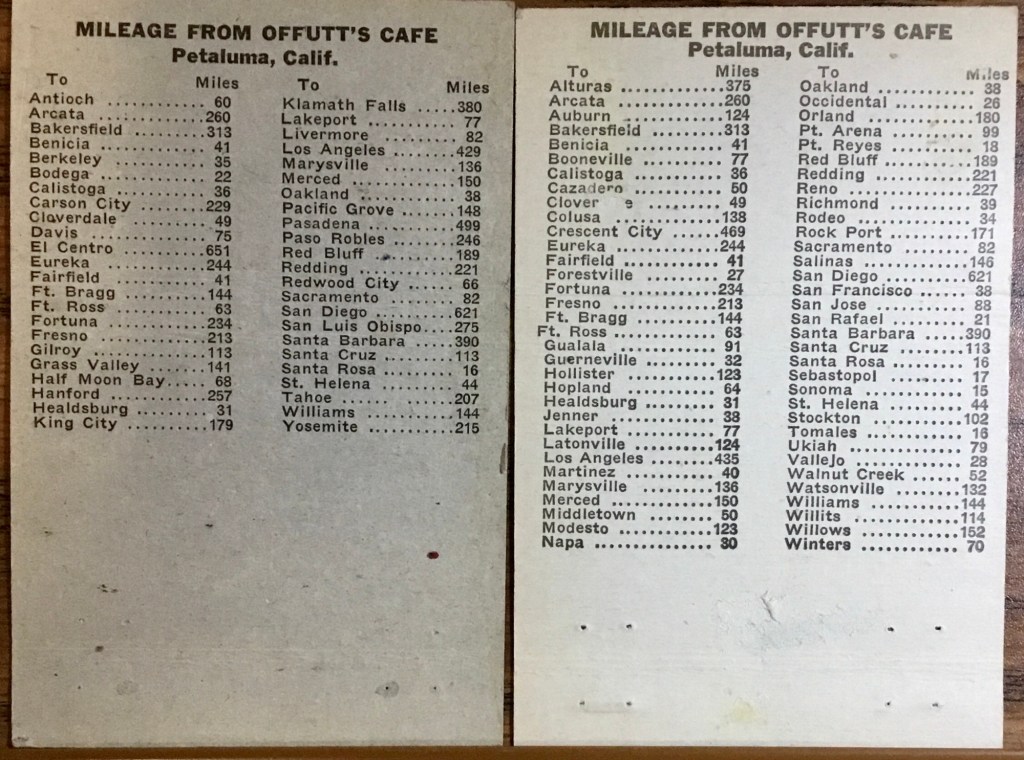 MILEAGE FROM OFFUTT'S CAFE
Petaluma, Calif.
To Miles
Antioch ............ 60
Arcata ............260
Bakersfield ........313
Benicia ............ 41
Berkeley .......... 35
Bodega ............ 22
Calistoga .......... 36
Carson City ........229
Cloverdale ........ 49
Davis ............. 75
El Centro ..........651
Eureka ............244
Fairfield .......... 41
Ft. Bragg ..........144
Ft. Ross .......... 63
Fortuna ............234
Fresno ............213
Gilroy ............113
Grass Valley .......141
Half Moon Bay..... 68
Hanford ...........257
Healdsburg ........ 31
King City ..........179
To Miles
Klamath Falls .....380
Lakeport .......... 77
Livermore ......... 82
Los Angeles .......429
Marysville .........136
Merced ............150
Oakland ........... 38
Pacific Grove ......148
Pasadena ..........499
Paso Robles .......246
Red Bluff ..........189
Redding ...........221
Redwood City ..... 66
Sacramento ....... 82
San Diego .........621
San Luis Obispo....275
Santa Barbara .....390
Santa Cruz ........113
Santa Rosa ........ 16
St. Helena ........ 44
Tahoe ...... ......207
Williams ..........144
Yosemite ..........215
MILEAGE FROM OFFUTT'S CAFE
Petaluma, Calif.
To Miles
Alturas ............375
Arcata ............260
Auburn ............124
Bakersfield ........313
Benicia ............ 41
Booneville ......... 77
Calistoga .......... 36
Cazadero .......... 50
Clover e ........ 49
Colusa ............138
Crescent City ......469
Eureka ............244
Fairfield .......... 41
Forestville ........ 27
Fortuna ...........234
Fresno ............213
Ft. Bragg ..........144
Ft. Ross .......... 63
Gualala ........... 91
Guerneville ........ 32
Hollister ..........123
Hopland ........... 64
Healdsburg ........ 31
Jenner ............ 38
Lakeport .......... 77
Latonville .........124
Los Angeles .......435
Martinez .......... 40
Marysville .........136
Merced ............150
Middletown ....... 50
Modesto ...........123
Napa ............. 30
To Miles
Oakland ........... 38
Occidental ........ 26
Orland ............180
Pt. Arena ......... 99
Pt. Reyes ......... 18
Red Bluff ..........189
Redding ...........221
Reno ..............227
Richmond ......... 39
Rodeo ............ 34
Rock Port .........171
Sacramento ....... 82
Salinas ............146
San Diego .........621
San Francisco ..... 38
San Jose .......... 88
San Rafael ........ 21
Santa Barbara .....390
Santa Cruz ........113
Santa Rosa ........ 16
Sebastopol ........ 17
Sonoma ........... 15
St. Helena ........ 44
Stockton ..........102
Tomales .......... 16
Ukiah ............. 79
Vallejo ............ 28
Walnut Creek ...... 52
Watsonville ........132
Williams ..........144
Willits ............114
Willows ...........152
Winters ........... 70